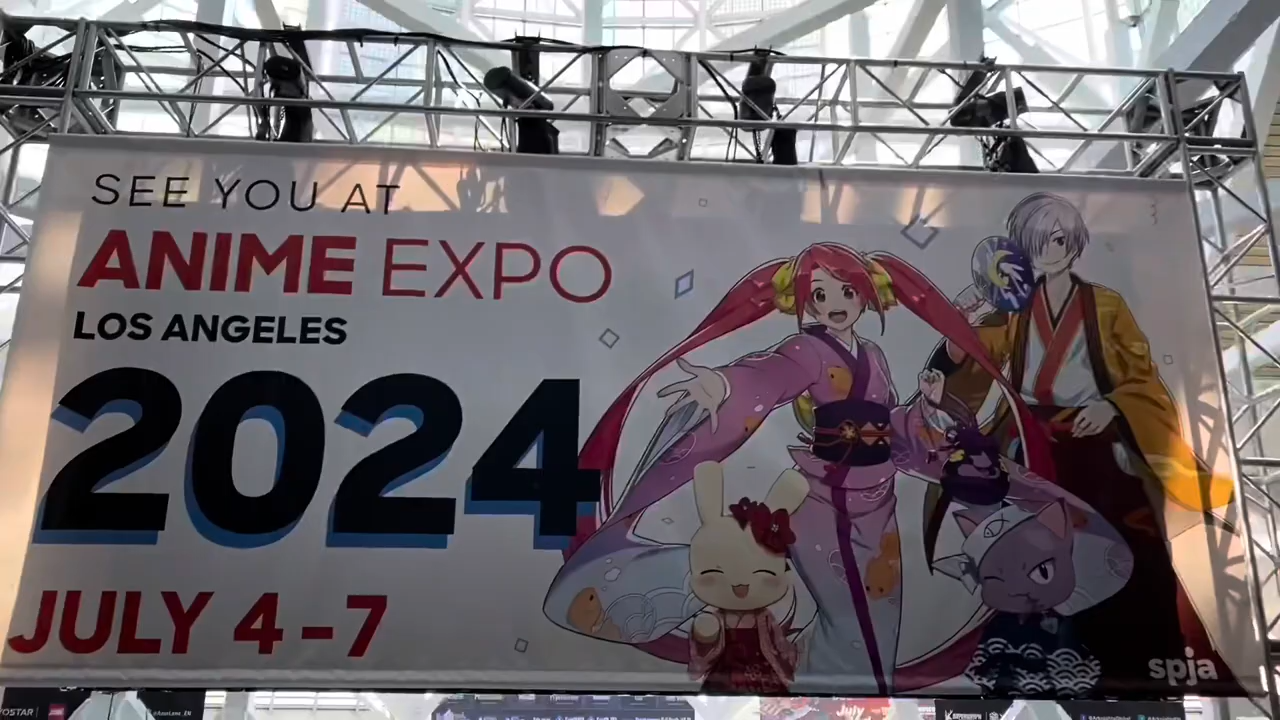 SEE YOU AT
ANIME EXPO
LOS ANGELES
2024
JULY 4-7
spja